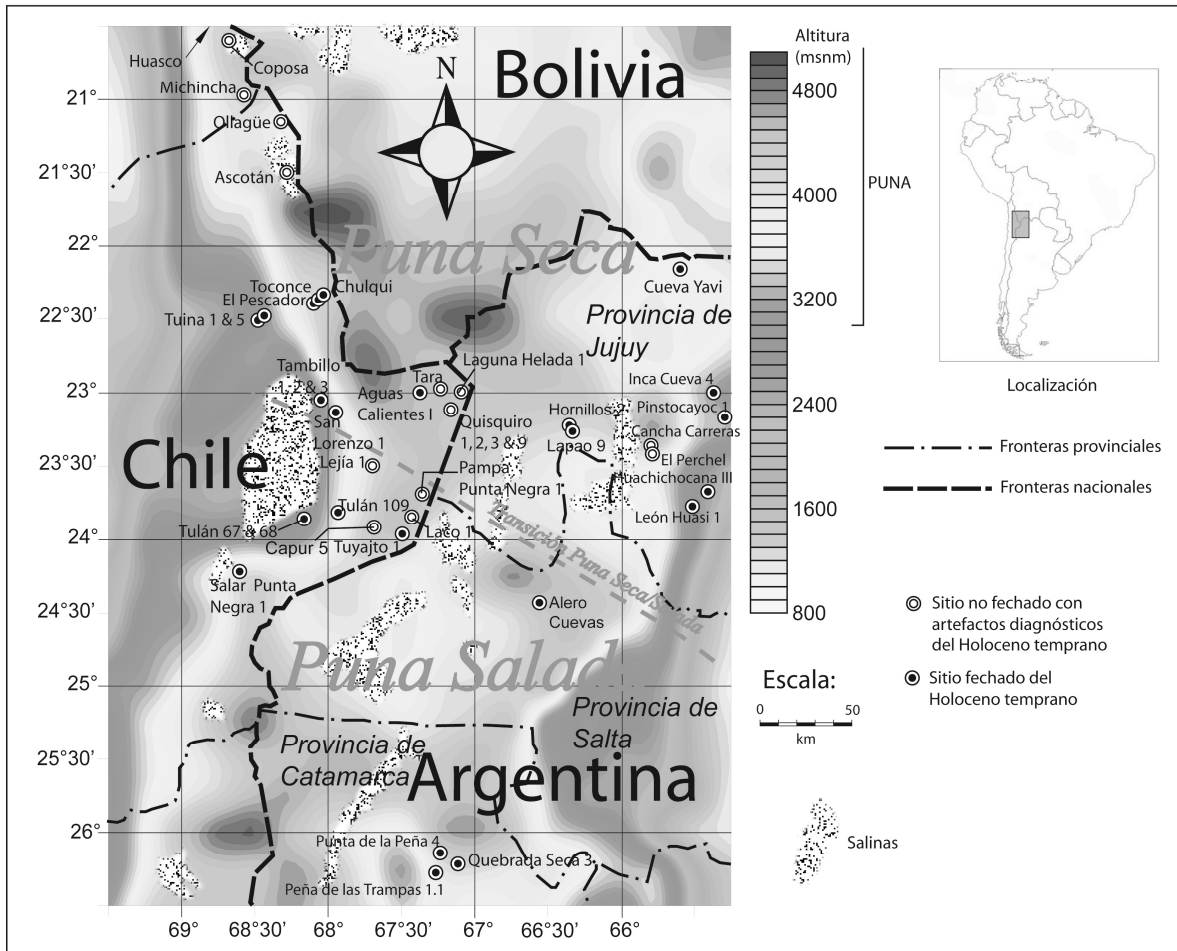 Huasco
Coposa
Michincha
Ollagüe
Ascotán
Bolivia
N
Puna Seca
Toconce
Chulqui
El Pescador
Tuina 1 & 5
Cueva Yavi
Provincia de
Jujuy
Laguna Helada 1
Tambillo
1, 2 & 3
Tara
Aguas
Calientes I
Inca Cueva 4
Hornillos 2
Pinstocayoc 1
Cancha Carreras
San
Lorenzo 1
Quisquiro
1, 2, 3 & 9
Lapao 9
El Perchel
Chile
Lejía 1
Pampa
Punta Negra 1
Huachichocana III
León Huasi 1
Tulán 109
Tulán 67 & 68
Capur 5
Tuyajto 1
Laco 1
Transición Puna Seca/Salada
Salar Punta
Negra 1
Alero
Cuevas
Puna Salada
Provincia de
Salta
Provincia de
Catamarca
Argentina
Punta de la Peña 4
Quebrada Seca 3
Peña de las Trampas 1.1
21°
21°30’
22°
22°30’
23°
23°30’
24°
24°30’
25°
25°30’
26°
69°
68°30’
68°
67°30’
67°
66°30’
66°
Altitura
(msnm)
4800
4000
3200
2400
1600
800
PUNA
Localización
Fronteras provinciales
Fronteras nacionales
Sitio no fechado con
artefactos diagnósticos
del Holoceno temprano
Sitio fechado del
Holoceno temprano
Escala:
0 50
km
Salinas